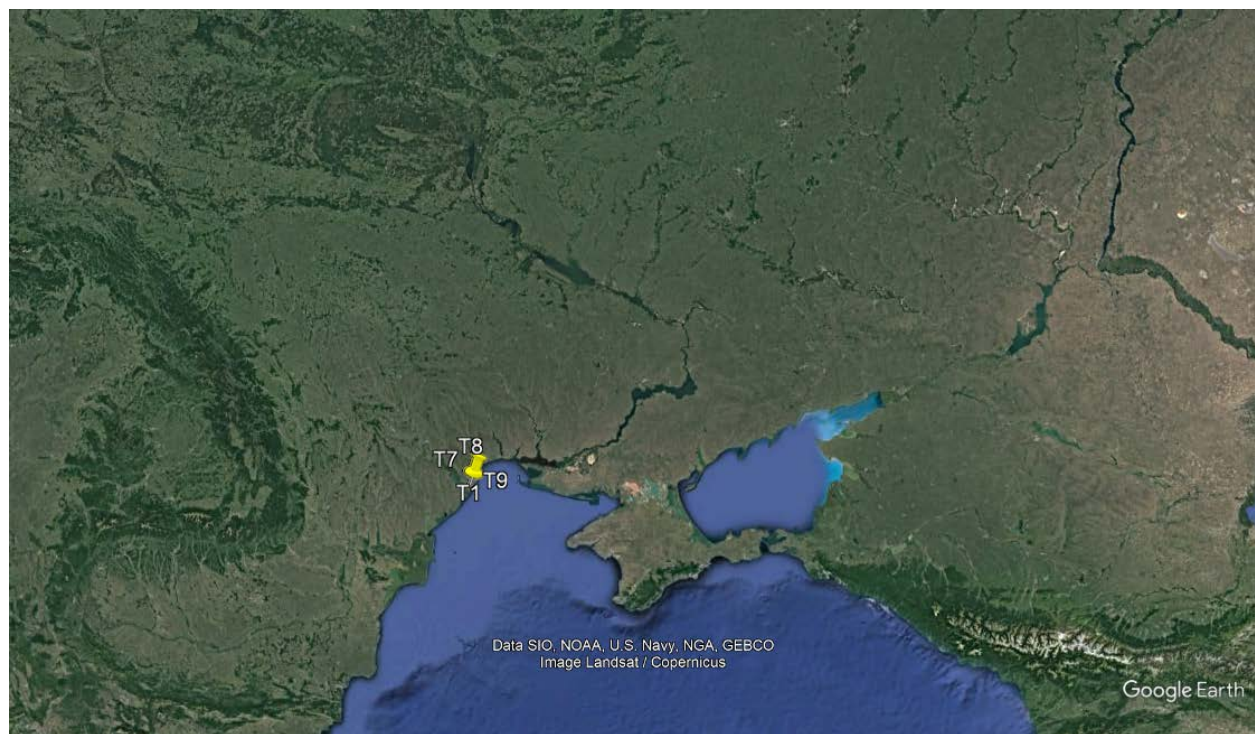 T8
T7
T9
T1
Data SIO, NOAA, U.S. Navy, NGA, GEBCO
Image Landsat / Copernicus
Google Earth